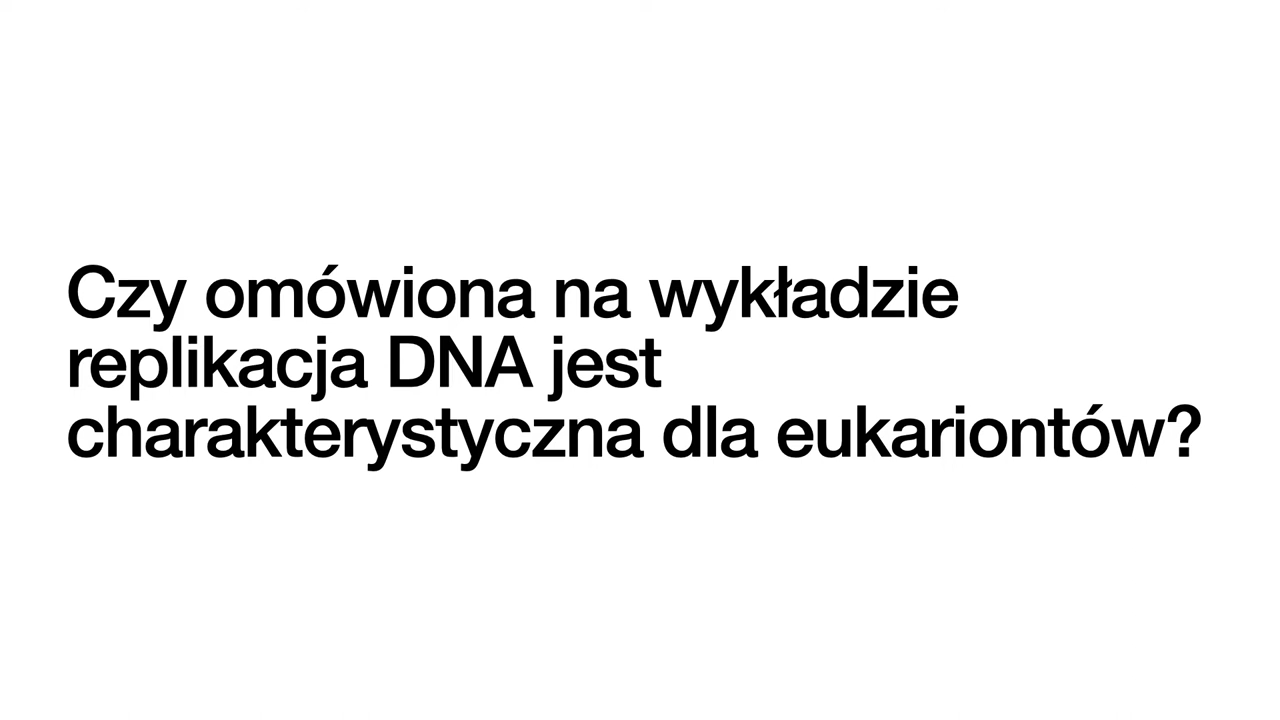 Czy omówiona na wykładzie
replikacja DNA jest
charakterystyczna dla eukariontów?